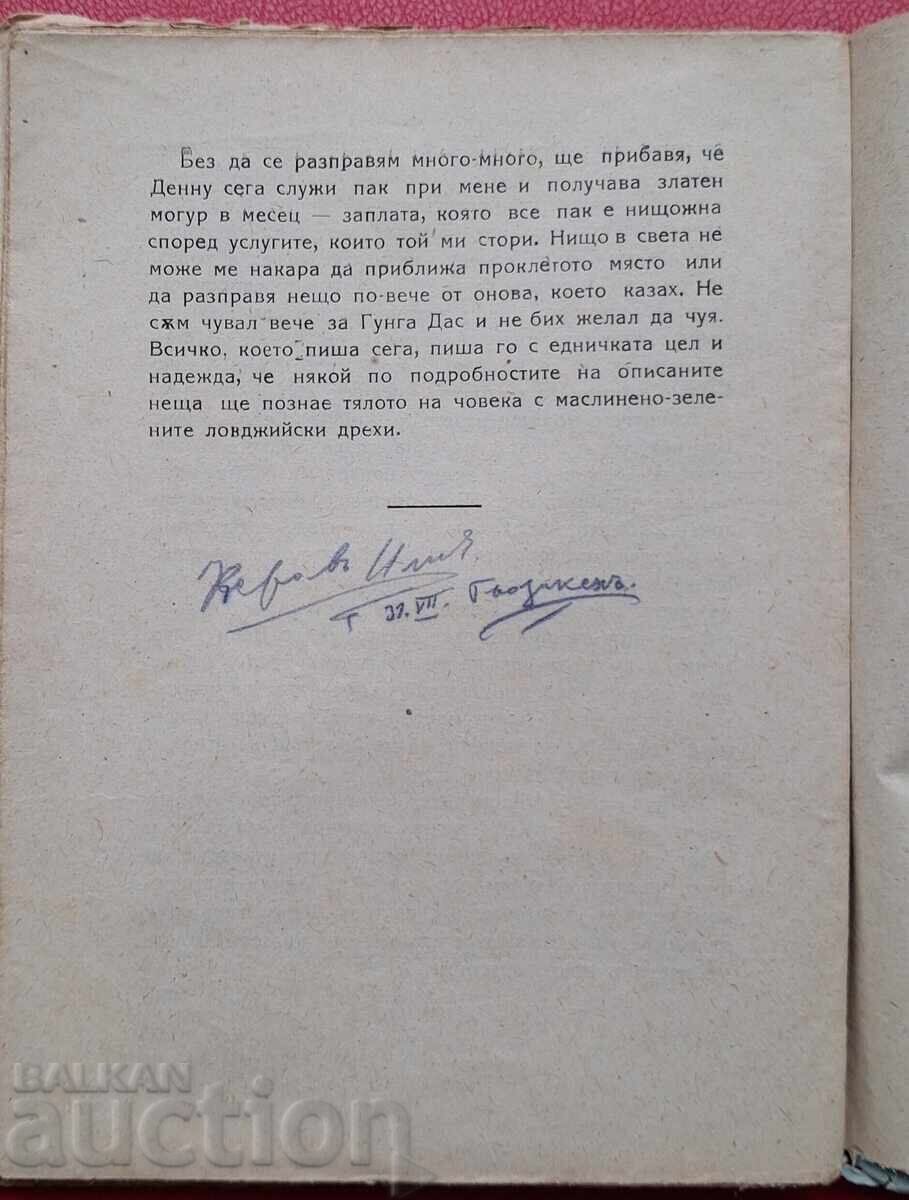 Без да се разправям много-много, ще прибавя, че
Денну сега служи пак при мене и получава златен
могур в месец — заплата, която все пак е нищожна
според услугите, които той ми стори. Нищо в света не
може ме накара да приближа проклетото място или
да разправя нещо по-вече от онова, което казах. Не
сѫм чувал вече за Гунга Дас и не бих желал да чуя.
Всичко, което пиша сега, пиша го с едничката цел и
надежда, че някой по подробностите на описаните
неща ще познае тялото на човека с маслинено-зеле-
ните ловджийски дрехи.
31. VII.
BALKAN
auction